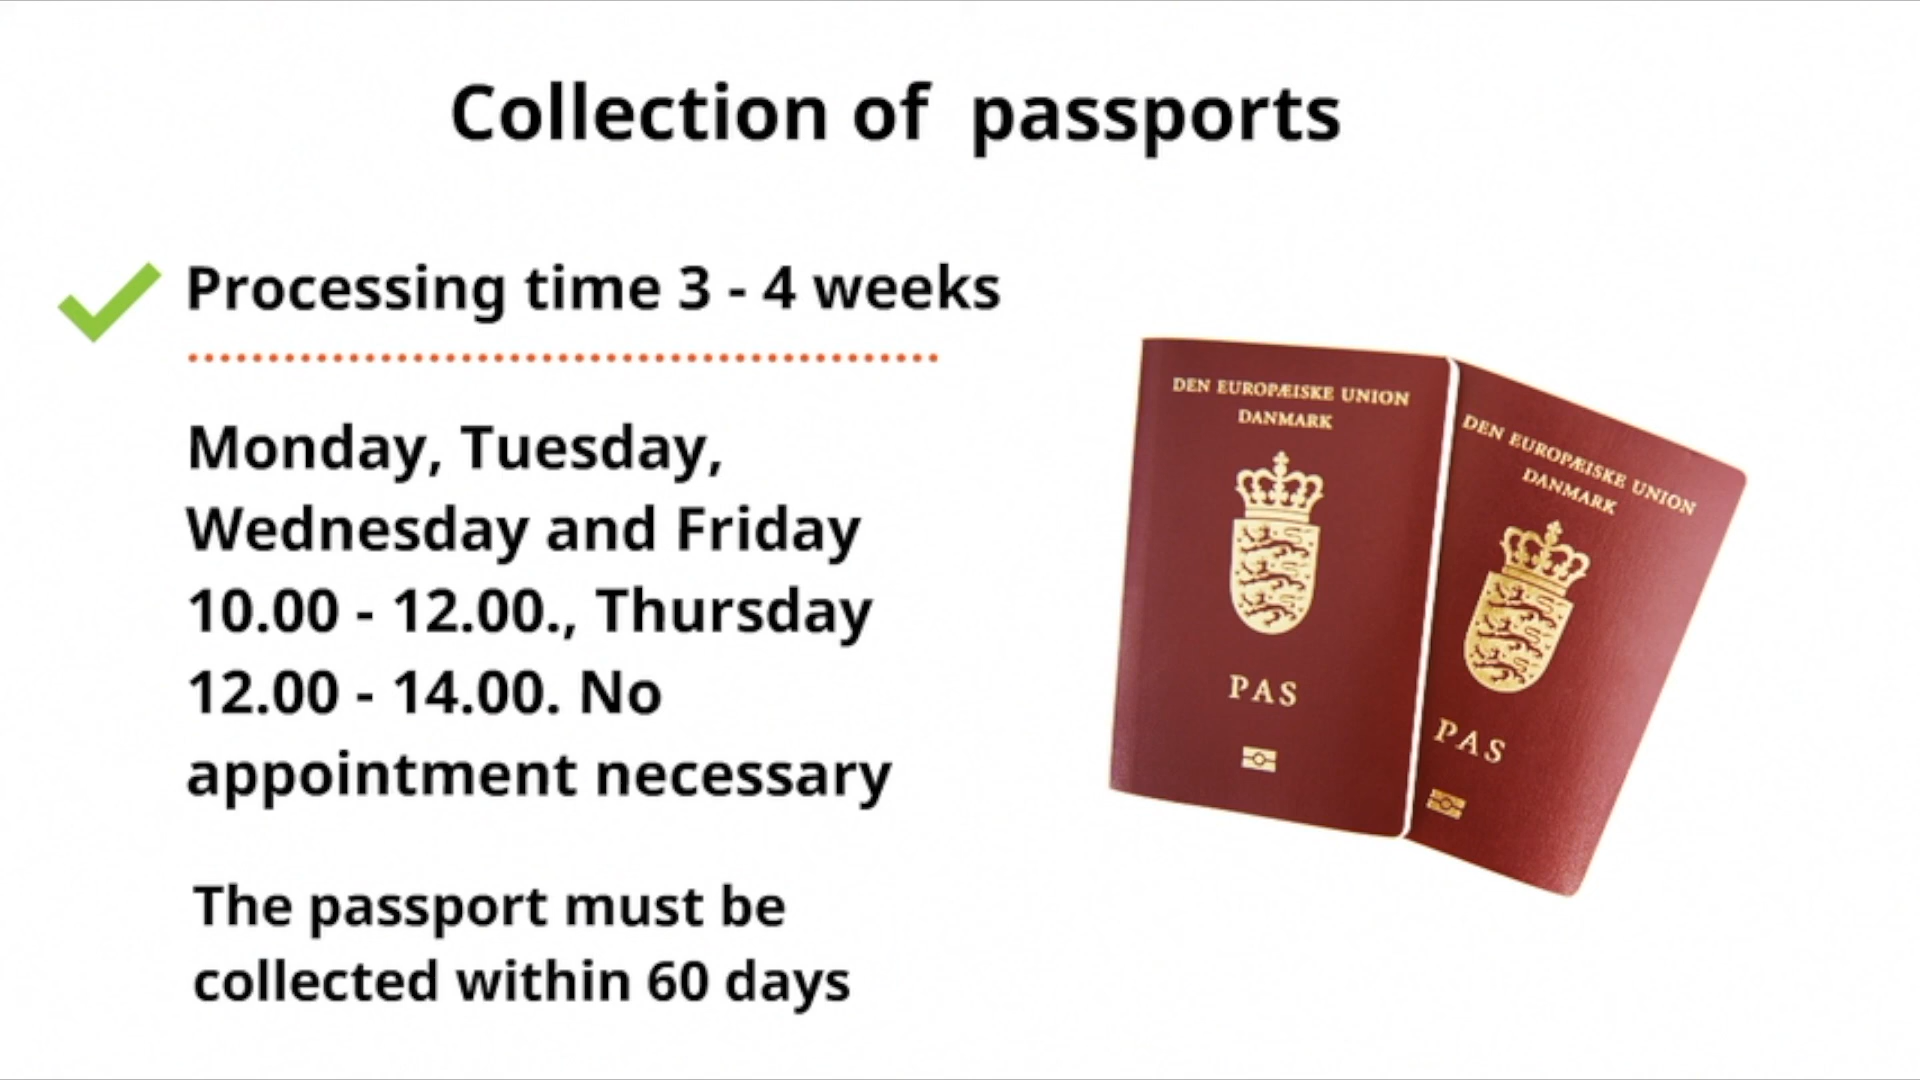 Collection of passports
Processing time 3 - 4 weeks
Monday, Tuesday,
Wednesday and Friday
10.00 - 12.00., Thursday
12.00 - 14.00. No
appointment necessary
The passport must be
collected within 60 days
DEN EUROPÆISKE UNION
DANMARK
PAS
DEN EUROPÆISKE UNION
DANMARK
PAS